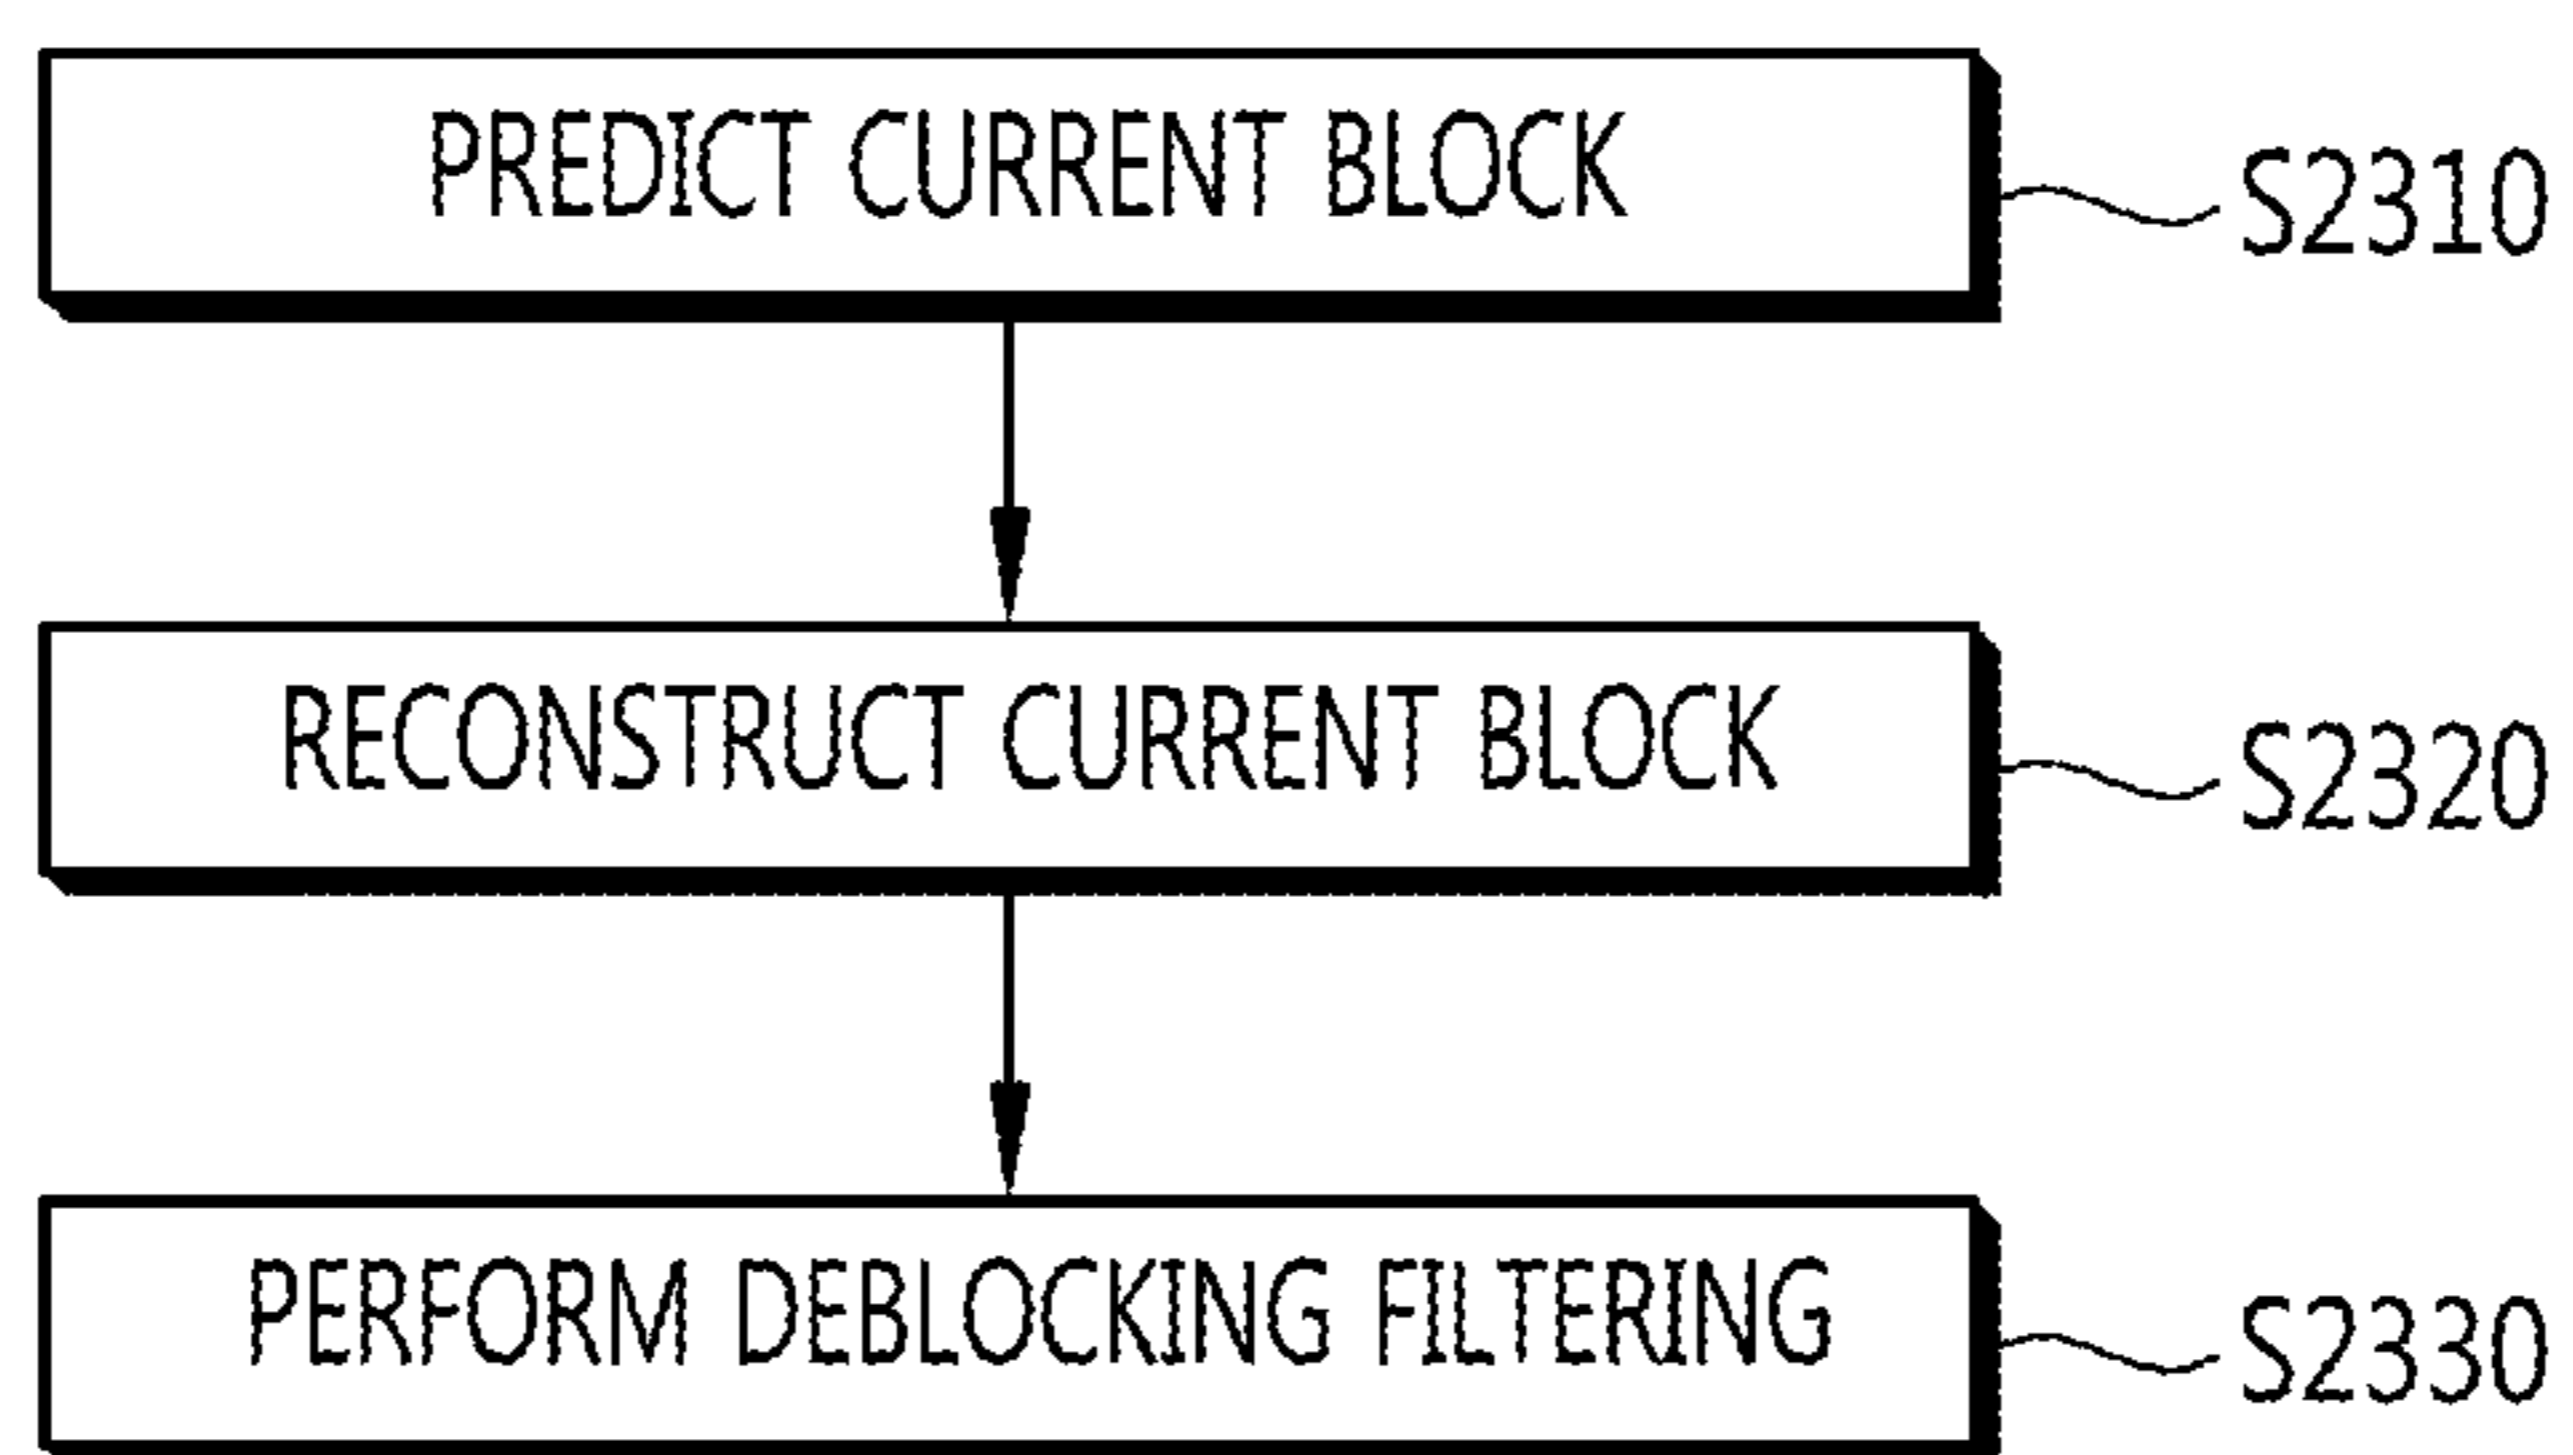 PREDICT CURRENT BLOCK
S2310
RECONSTRUCT CURRENT BLOCK
S2320
PERFORM DEBLOCKING FILTERING
S2330